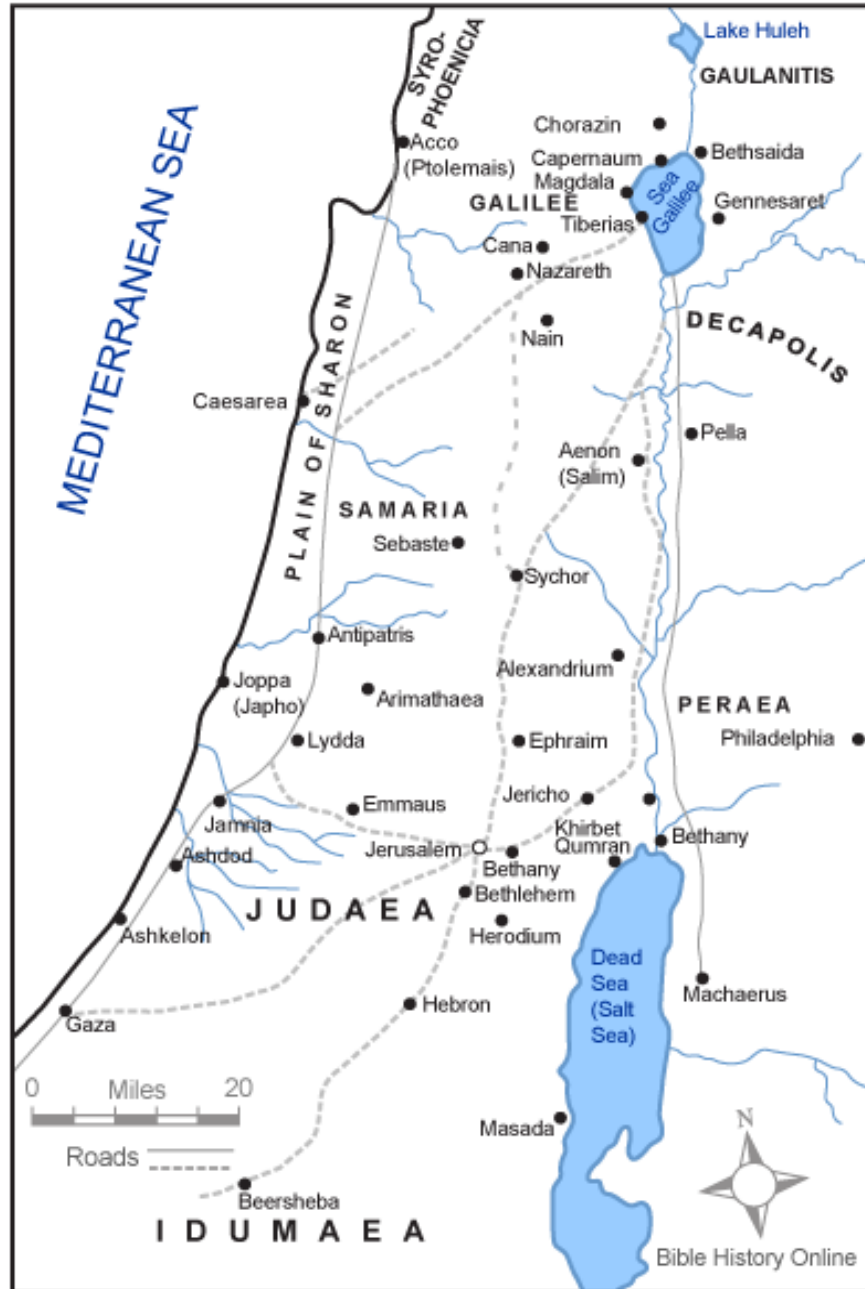 Lake Huleh
SYRO-
PHOENICIA
GAULANITIS
MEDITERRANEAN SEA
Chorazin
Acco
(Ptolemais)
Capernaum
Bethsaida
Magdala
Sea
Galilee
GALILEE
Gennesaret
Tiberias
Cana
Nazareth
DECAPOLIS
Nain
PLAIN OF SHARON
Caesarea
Pella
Aenon
(Salim)
SAMARIA
Sebaste
Sychor
Antipatris
Alexandrium
Joppa
(Japho)
Arimathaea
PERAEA
Lydda
Ephraim
Philadelphia
Jamnia
Emmaus
Jericho
Khirbet
Qumran
Bethany
Jerusalem
Bethany
Ashdod
Bethlehem
JUDAEA
Herodium
Ashkelon
Dead
Sea
(Salt
Sea)
Machaerus
Hebron
Gaza
0 Miles 20
Masada
Roads
N
Beersheba
IDUMAEA
Bible History Online